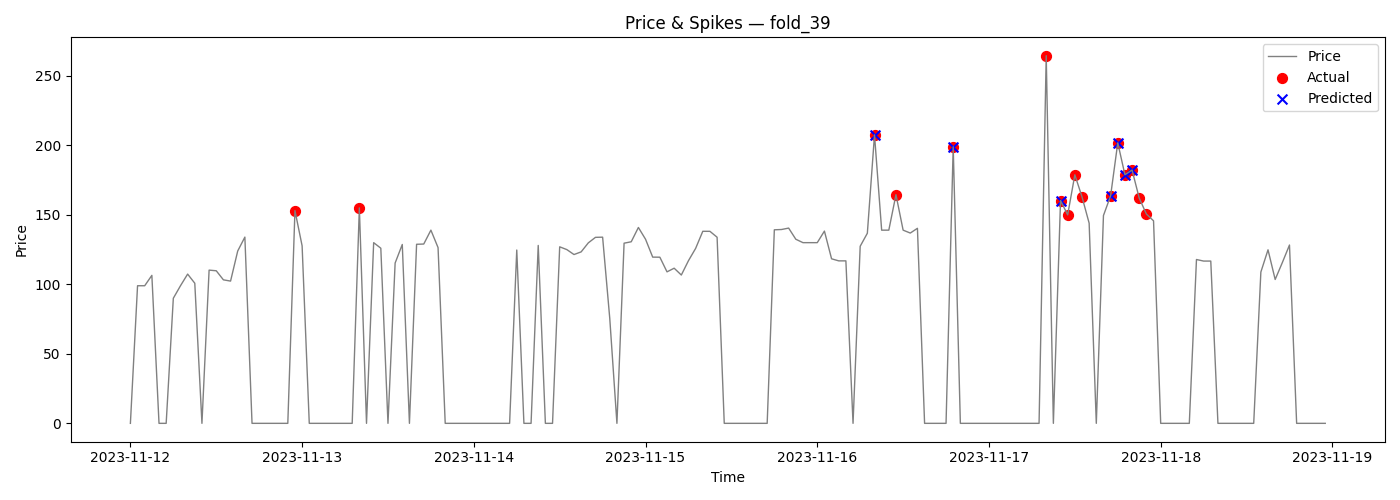 Price & Spikes — fold_39
Price
Actual
Predicted
250
200
150
100
50
0
Price
2023-11-12
2023-11-13
2023-11-14
2023-11-15
2023-11-16
2023-11-17
2023-11-18
2023-11-19
Time